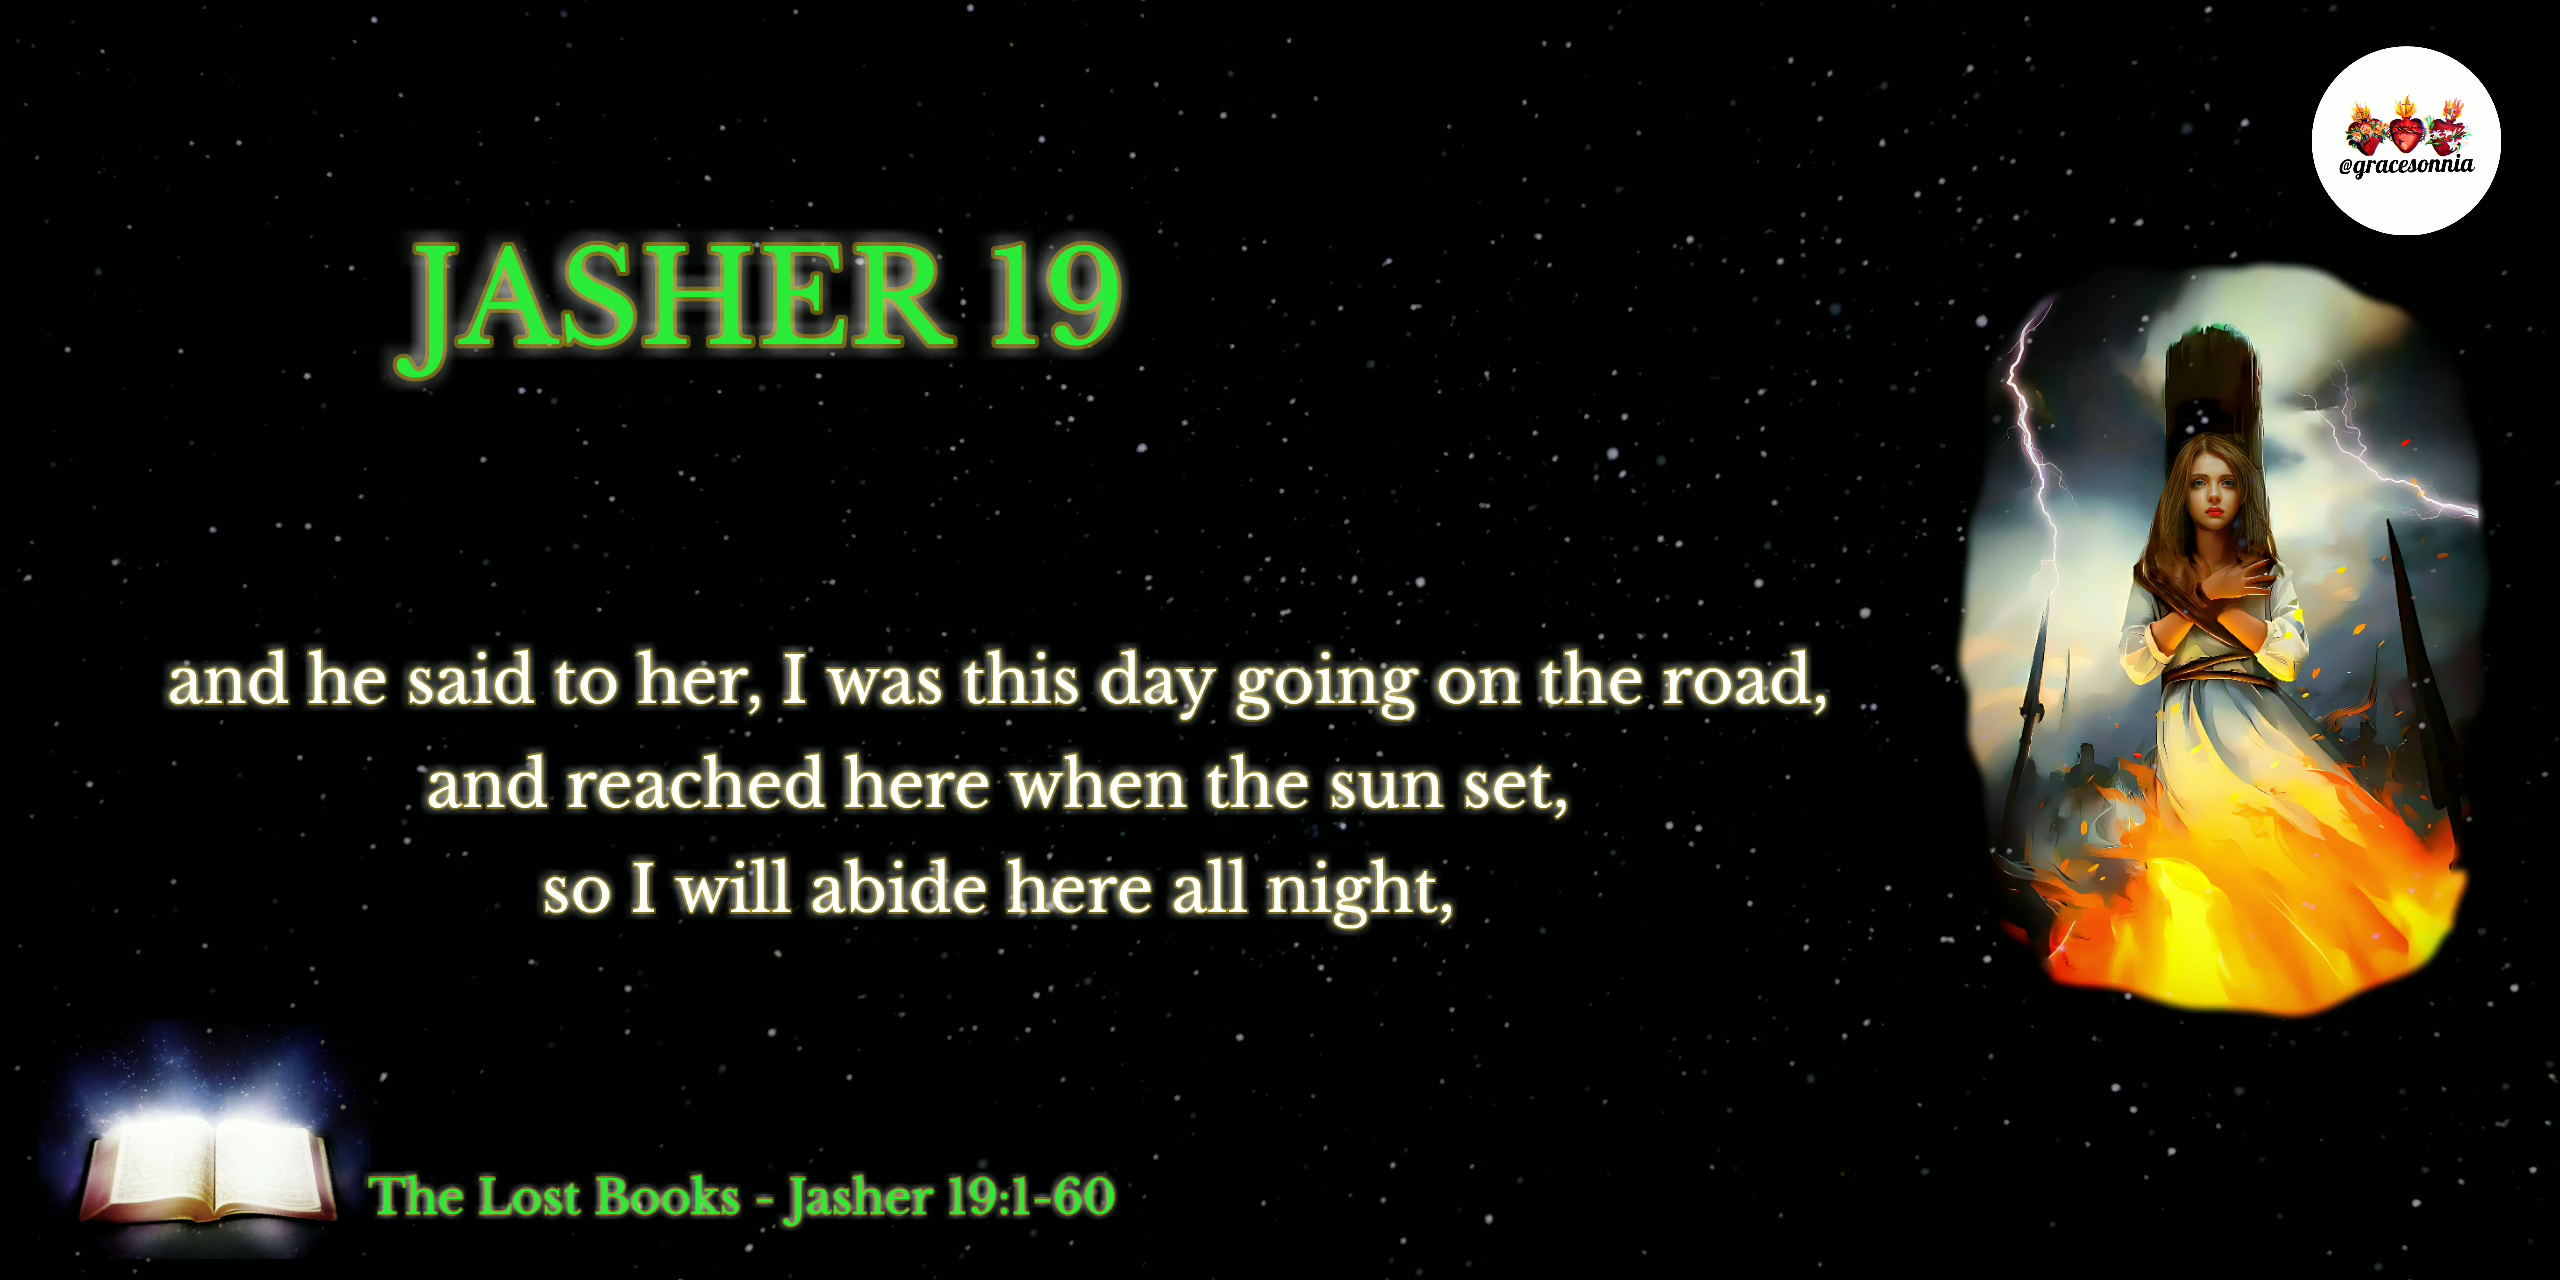 @gracesonnia
JASHER 19
and he said to her, I was this day going on the road,
and reached here when the sun set,
so I will abide here all night,
The Lost Books - Jasher 19:1-60